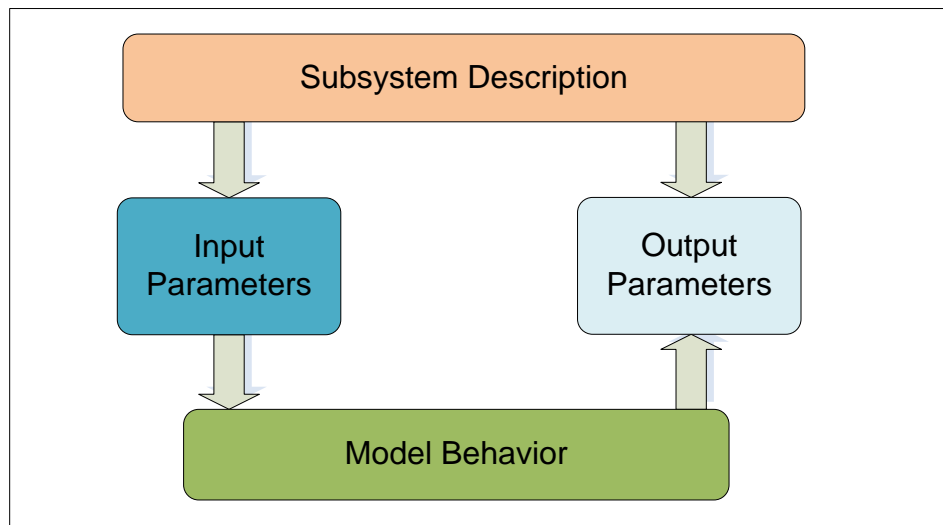 Subsystem Description
Input
Parameters
Output
Parameters
Model Behavior